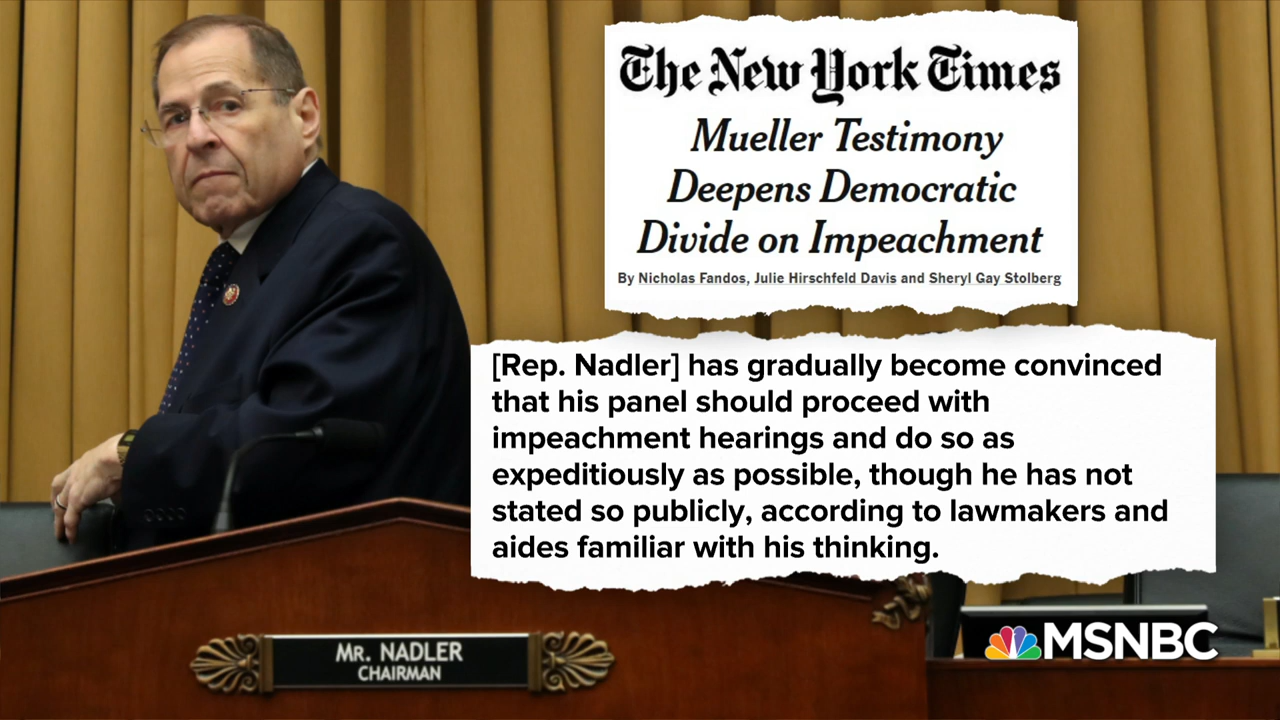 The New York Times
Mueller Testimony
Deepens Democratic
Divide on Impeachment
By Nicholas Fandos, Julie Hirschfeld Davis and Sheryl Gay Stolberg
[Rep. Nadler] has gradually become convinced
that his panel should proceed with
impeachment hearings and do so as
expeditiously as possible, though he has not
stated so publicly, according to lawmakers and
aides familiar with his thinking.
MR. NADLER
CHAIRMAN
MSNBC